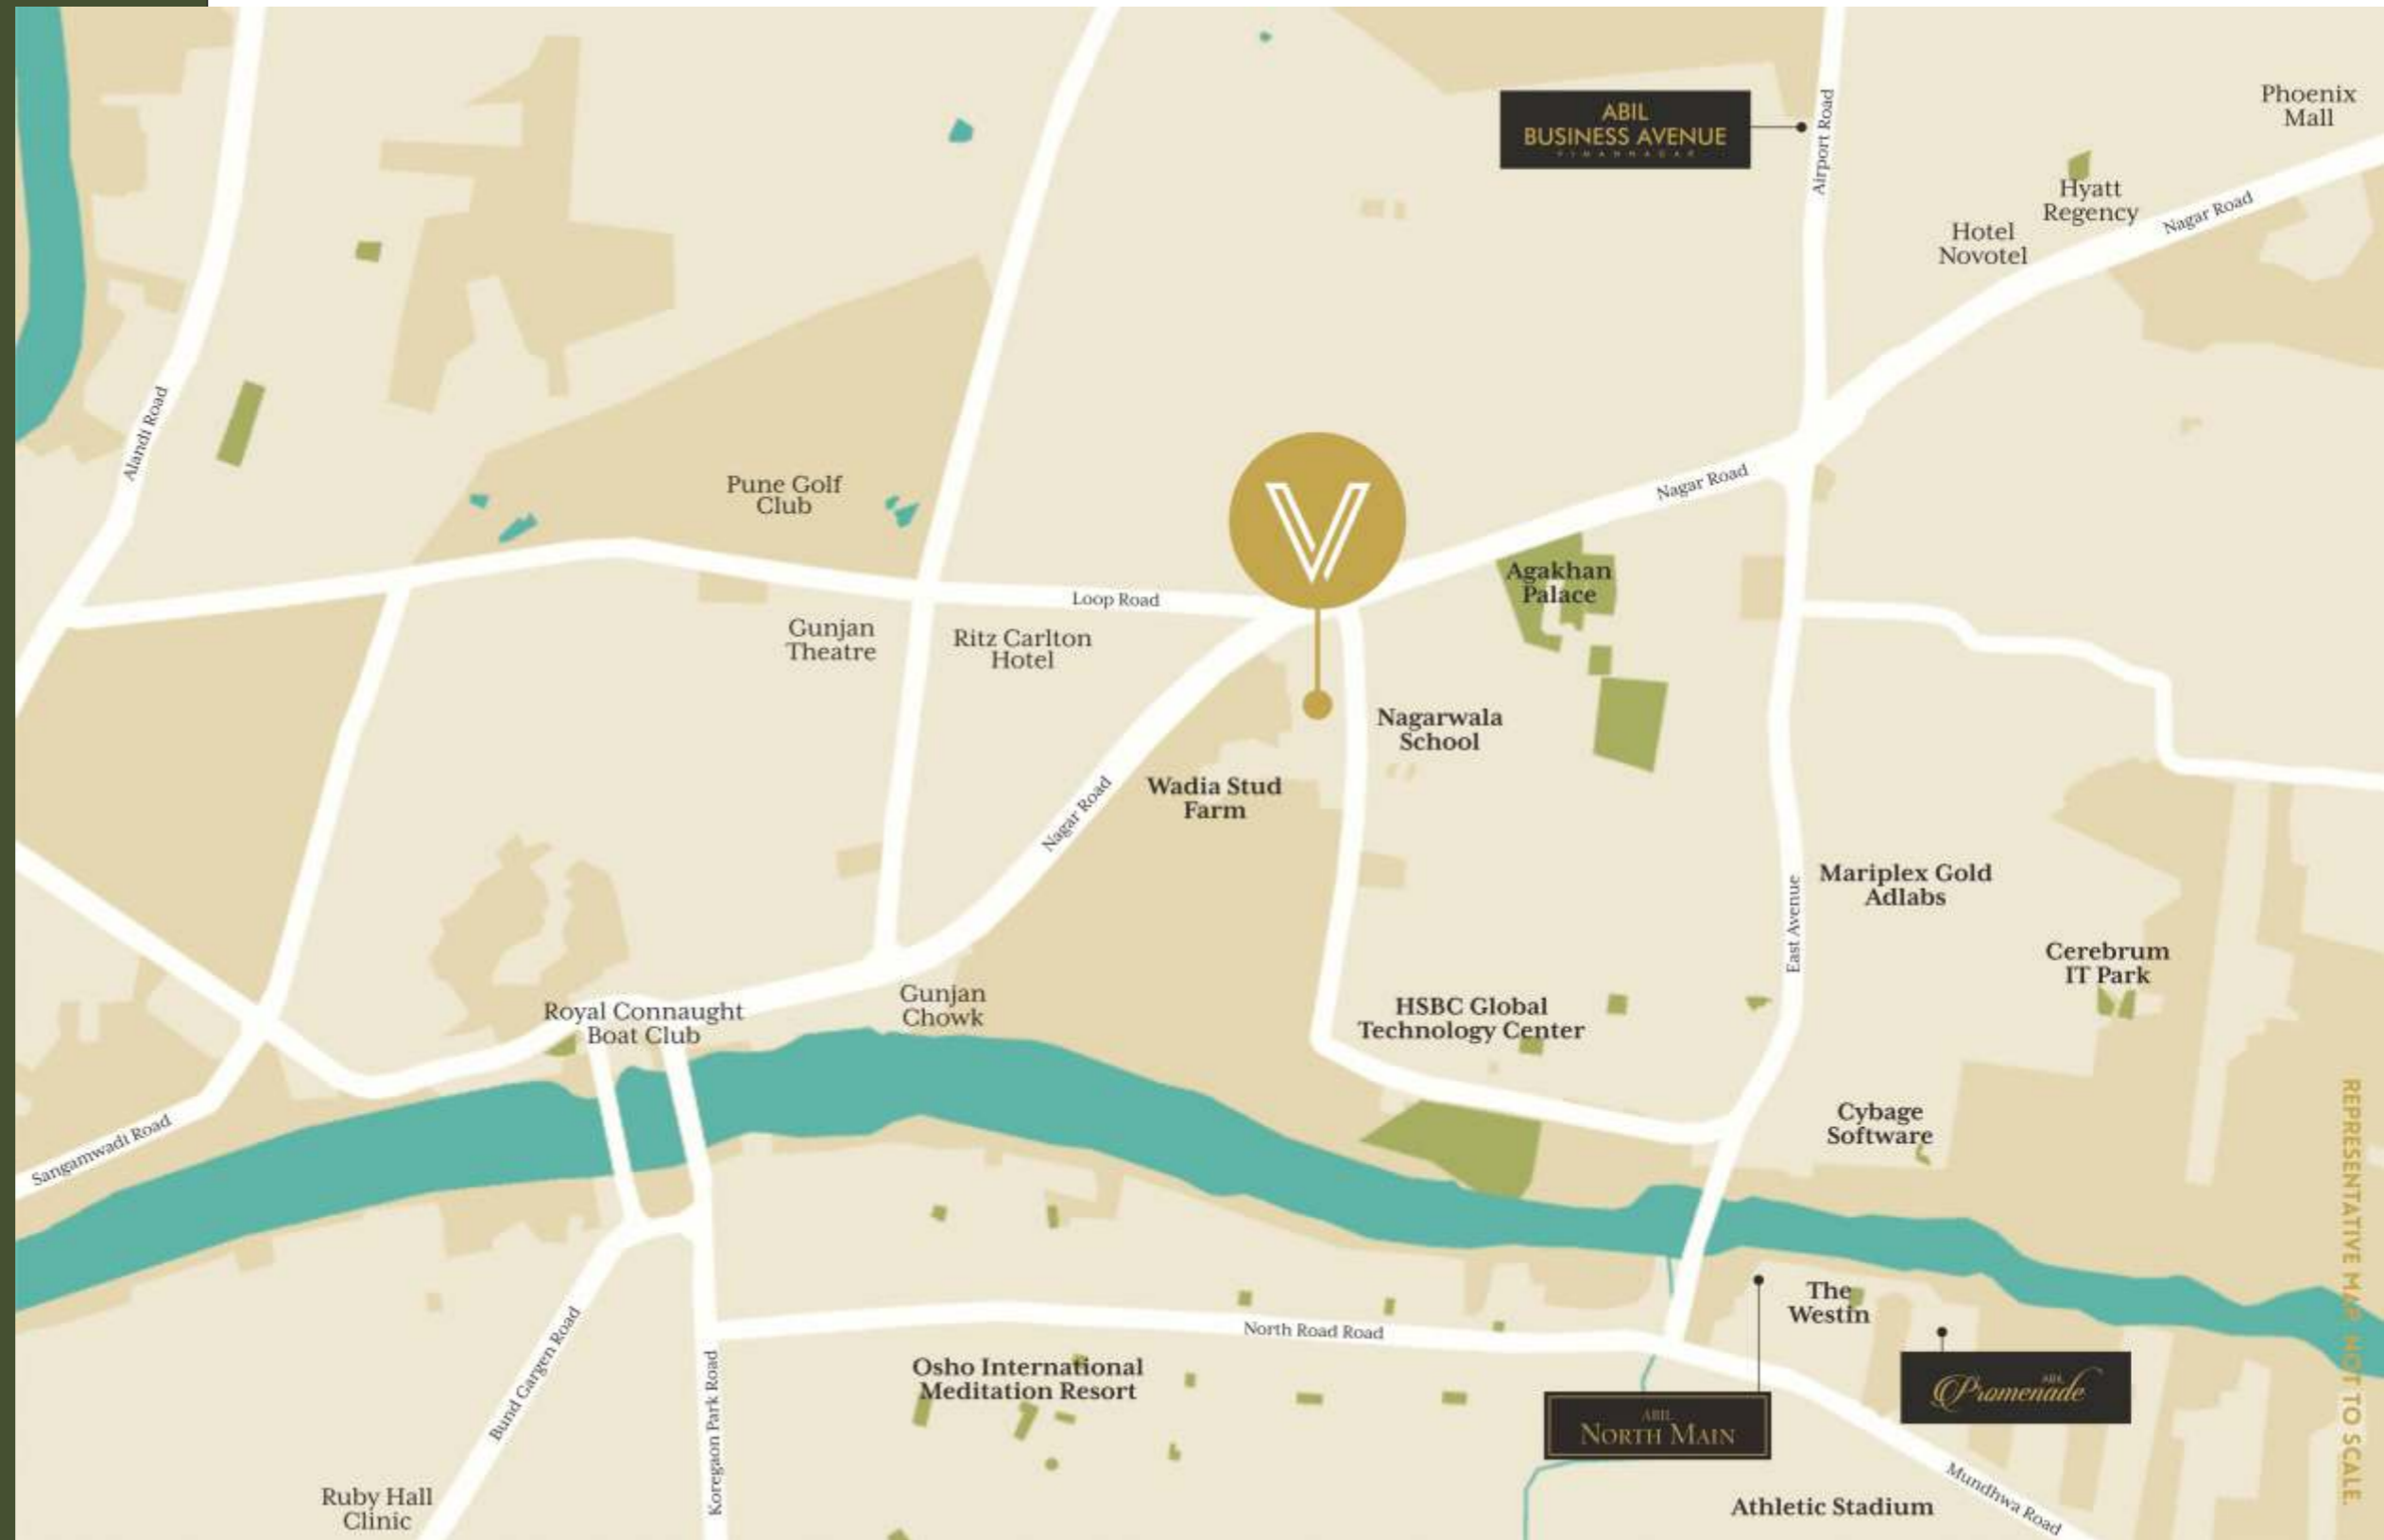 ABIL
BUSINESS AVENUE
VIMANNAGAR
Airport Road
Phoenix
Mall
Hyatt
Regency
Nagar Road
Hotel
Novotel
Alandi Road
Pune Golf
Club
V
Nagar Road
Agakhan
Palace
Loop Road
Gunjan
Theatre
Ritz Carlton
Hotel
Nagarwala
School
Wadia Stud
Farm
Nagar Road
Mariplex Gold
Adlabs
East Avenue
Cerebrum
IT Park
Royal Connaught
Boat Club
Gunjan
Chowk
HSBC Global
Technology Center
Cybage
Software
Sangamwadi Road
The
Westin
North Road Road
Bund Gargen Road
Koregaon Park Road
Osho International
Meditation Resort
ABIL
NORTH MAIN
ABIL
Promenade
Mundhwa Road
Ruby Hall
Clinic
Athletic Stadium
REPRESENTATIVE MAP. NOT TO SCALE.